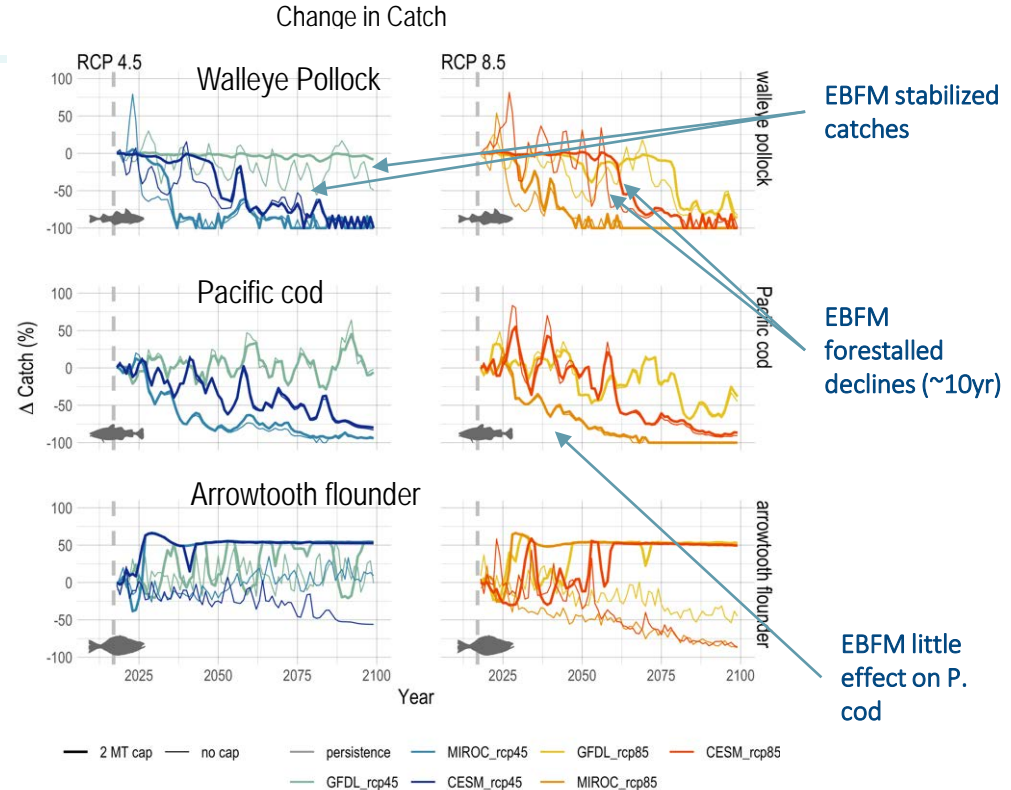 Change in Catch
RCP 4.5
RCP 8.5
Walleye Pollock
100
50
0
-50
-100
walleye pollock
EBFM stabilized
catches
Pacific cod
100
50
0
-50
-100
Pacific cod
EBFM
forestalled
declines (~10yr)
Δ Catch (%)
Arrowtooth flounder
100
50
0
-50
-100
arrowtooth flounder
EBFM little
effect on P.
cod
2025 2050 2075 2100 2025 2050 2075 2100
Year
2 MT cap no cap persistence MIROC_rcp45 GFDL_rcp85 CESM_rcp85
GFDL_rcp45 CESM_rcp45 MIROC_rcp85